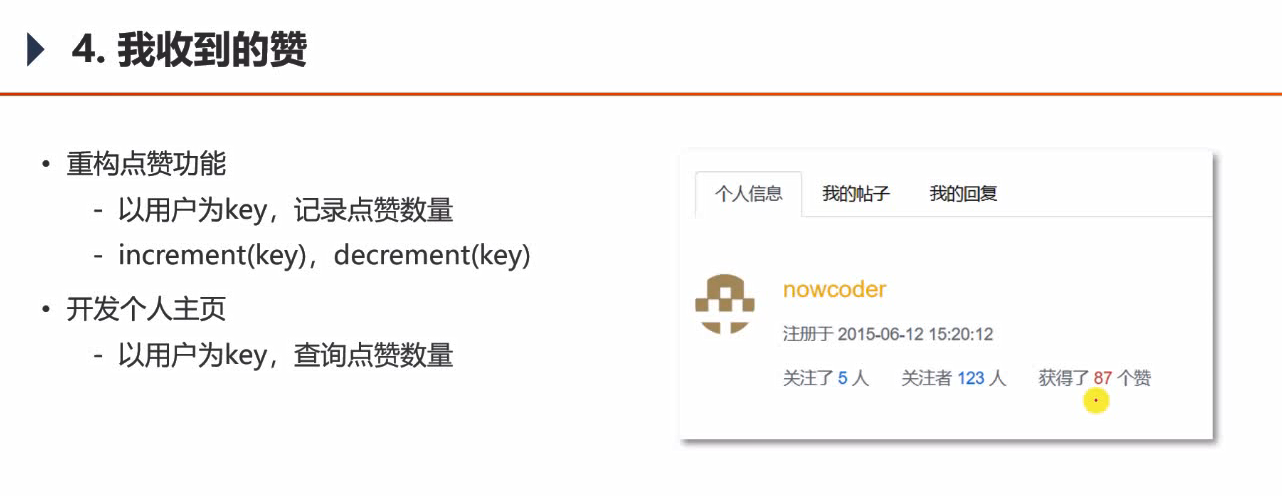 4. 我收到的赞
• 重构点赞功能
- 以用户为key，记录点赞数量
- increment(key)，decrement(key)
• 开发个人主页
- 以用户为key，查询点赞数量
个人信息 我的帖子 我的回复
nowcoder
注册于 2015-06-12 15:20:12
关注了 5 人 关注者 123 人 获得了 87 个赞